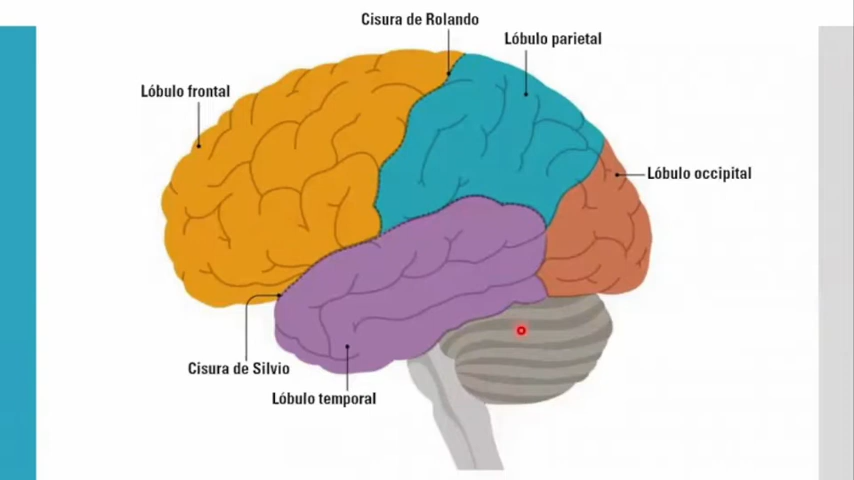 Cisura de Rolando
Lóbulo parietal
Lóbulo frontal
Lóbulo occipital
Cisura de Silvio
Lóbulo temporal